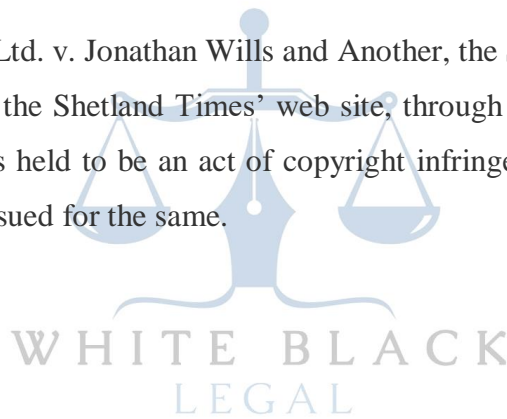 Ltd. v. Jonathan Wills and Another, the
the Shetland Times' web site, through
s held to be an act of copyright infringe
sued for the same.
WHITE BLACK
LEGAL